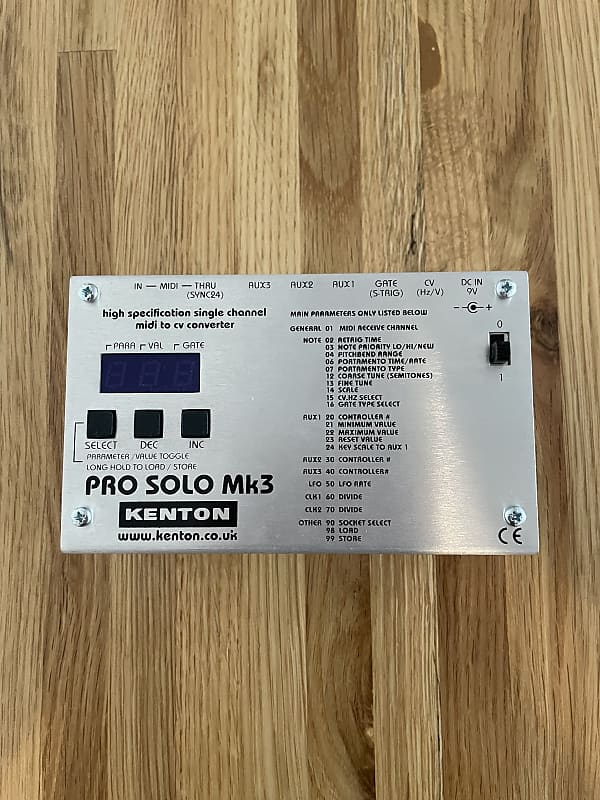 IN — MIDI — THRU
(SYNC24)
AUX3
AUX2
AUX1
GATE
(S-TRIG)
CV
(Hz/V)
DC IN
9V
- +
high specification single channel
midi to cv converter
PARA VAL GATE
SELECT DEC INC
PARAMETER / VALUE TOGGLE
LONG HOLD TO LOAD / STORE
PRO SOLO Mk3
KENTON
www.kenton.co.uk
MAIN PARAMETERS ONLY LISTED BELOW
GENERAL 01 MIDI RECEIVE CHANNEL
NOTE 02 RETRIG TIME
03 NOTE PRIORITY LO/HI/NEW
04 PITCHBEND RANGE
06 PORTAMENTO TIME/RATE
07 PORTAMENTO TYPE
12 COARSE TUNE (SEMITONES)
13 FINE TUNE
14 SCALE
15 CV.HZ SELECT
16 GATE TYPE SELECT
AUX1 20 CONTROLLER #
21 MINIMUM VALUE
22 MAXIMUM VALUE
23 RESET VALUE
24 KEY SCALE TO AUX 1
AUX2 30 CONTROLLER #
AUX3 40 CONTROLLER#
LFO 50 LFO RATE
CLK1 60 DIVIDE
CLK2 70 DIVIDE
OTHER 90 SOCKET SELECT
98 LOAD
99 STORE
0
1
CE